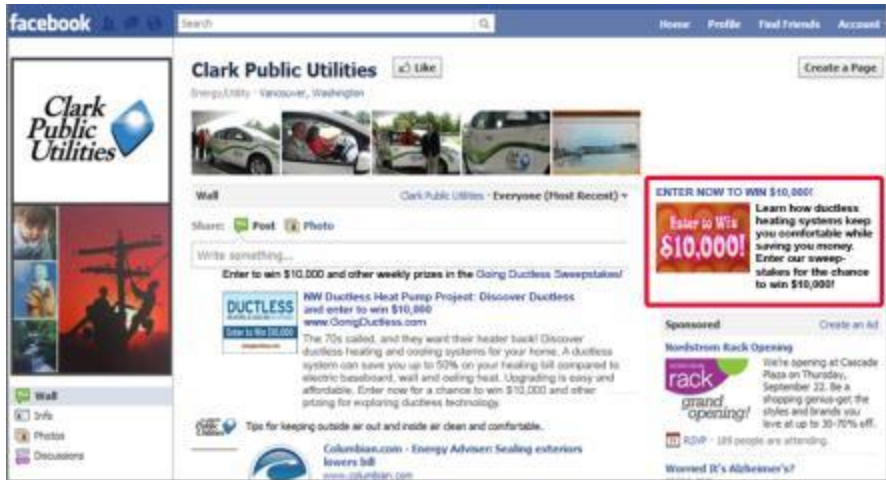 facebook
Search
Home Profile Find Friends Account
Clark
Public
Utilities
Clark Public Utilities Like
Create a Page
Energy/Utility · Vancouver, Washington
Wall
Clark Public Utilities · Everyone (Most Recent)
Share: Post Photo
Write something...
Enter to win $10,000 and other weekly prizes in the Going Ductless Sweepstakes!
DUCTLESS
Enter to Win $10,000
NW Ductless Heat Pump Project: Discover Ductless
and enter to win $10,000
www.GonigDuctless.com
The 70s called, and they want their heater back! Discover
ductless heating and cooling systems for your home. A ductless
system can save you up to 50% on your heating bill compared to
electric baseboard, wall and ceiling heat. Upgrading is easy and
affordable. Enter now for a chance to win $10,000 and other
prizing for exploring ductless technology.
Clark
Public
Utilities
Tips for keeping outside air out and inside air clean and comfortable.
Columbian.com - Energy Adviser: Sealing exteriors
lowers bill
www.columbian.com
Wall
Info
Photos
Discussions
ENTER NOW TO WIN $10,000!
Enter to Win
$10,000!
Learn how ductless
heating systems keep
you comfortable while
saving you money.
Enter our sweep-
stakes for the chance
to win $10,000!
Sponsored
Create an Ad
Nordstrom Rack Opening
rack
grand
opening!
We're opening at Cascade
Plaza on Thursday,
September 22. Be a
shopping genius-get the
styles and brands you
love at up to 30-70% off.
RSVP · 189 people are attending.
Worried It's Alzheimer's?